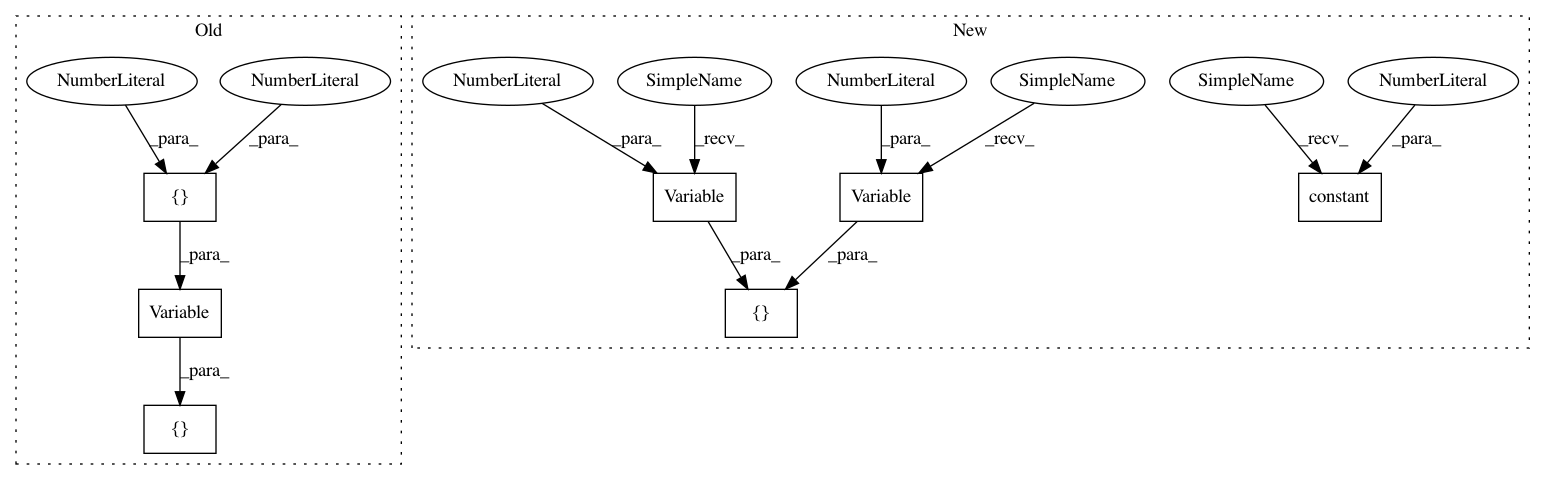 Old
New
NumberLiteral
NumberLiteral
NumberLiteral
SimpleName
NumberLiteral
SimpleName
SimpleName
NumberLiteral
_para_
_para_
_para_
_recv_
_para_
_recv_
_recv_
_para_
{}
Variable
Variable
constant
_para_
_para_
_para_
Variable
{}
_para_
{}